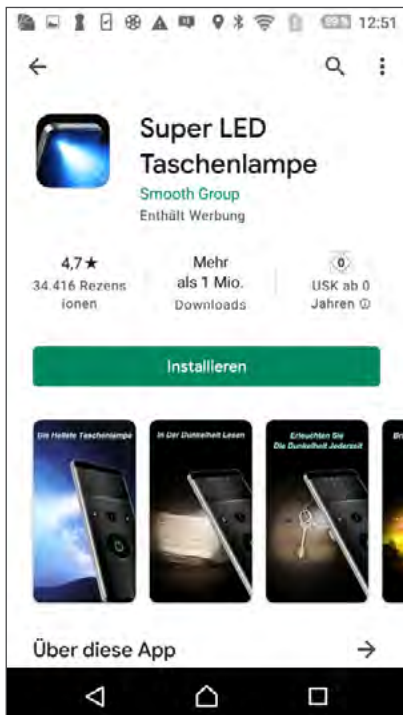 12:51
Super LED
Taschenlampe
Smooth Group
Enthält Werbung
4,7★
34.416 Rezens
ionen
Mehr
als 1 Mio.
Downloads
0
USK ab 0
Jahren
Installieren
Die Hellste Taschenlampe
In Der Dunkelheit Lesen
Erleuchten Sie
Die Dunkelheit Jederzeit
Über diese App